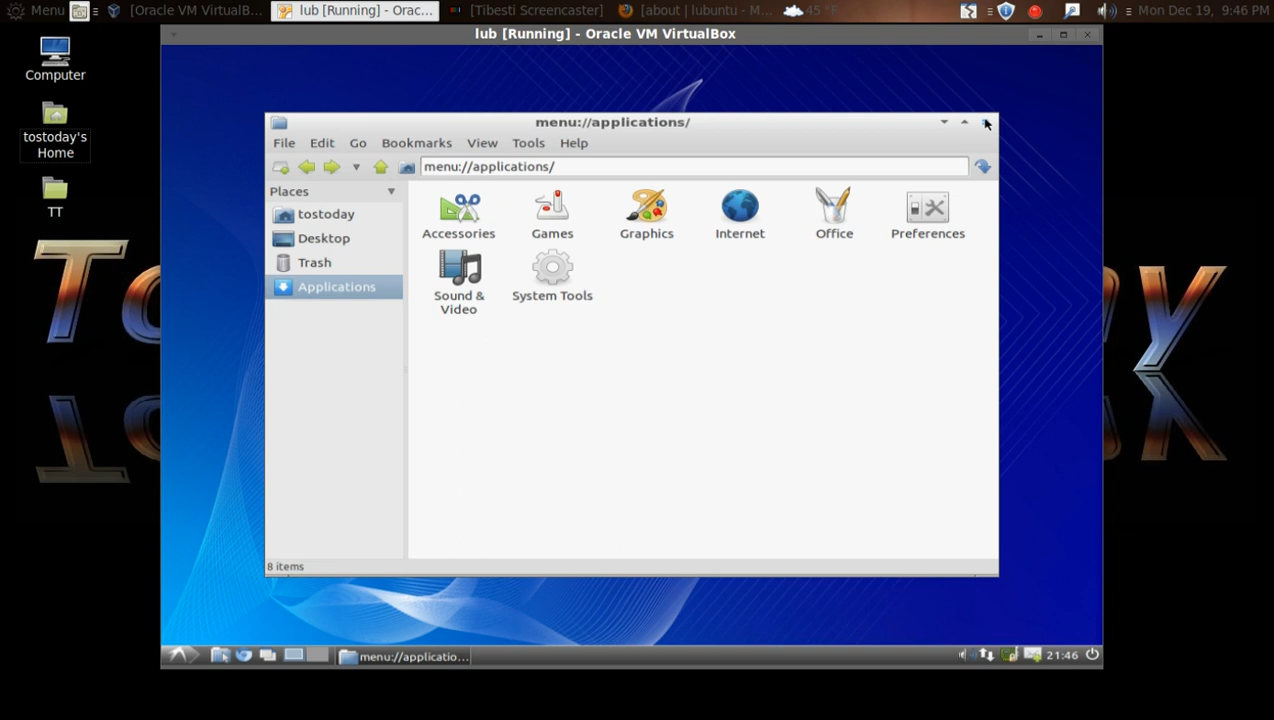 Menu [Oracle VM VirtualB... lub [Running] - Orac... [Tibesti Screencaster] [about | lubuntu - M... 45 °F Mon Dec 19, 9:46 PM
lub [Running] - Oracle VM VirtualBox
Computer
tostoday's
Home
TT
menu://applications/
File Edit Go Bookmarks View Tools Help
menu://applications/
Places
tostoday
Desktop
Trash
Applications
Accessories Games Graphics Internet Office Preferences
Sound &
Video
System Tools
8 items
menu://applicatio... 21:46